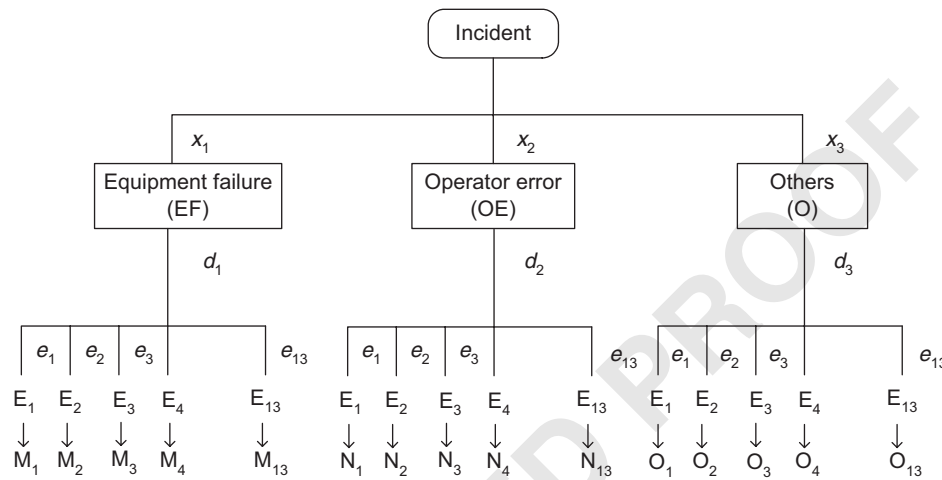 Incident
x₁ x₂ x₃
Equipment failure Operator error Others
(EF) (OE) (O)
d₁ d₂ d₃
e₁ e₂ e₃ e₁₃ e₁ e₂ e₃ e₁₃ e₁ e₂ e₃ e₁₃
E₁ E₂ E₃ E₄ E₁₃ E₁ E₂ E₃ E₄ E₁₃ E₁ E₂ E₃ E₄ E₁₃
M₁ M₂ M₃ M₄ M₁₃ N₁ N₂ N₃ N₄ N₁₃ O₁ O₂ O₃ O₄ O₁₃
D PROOF